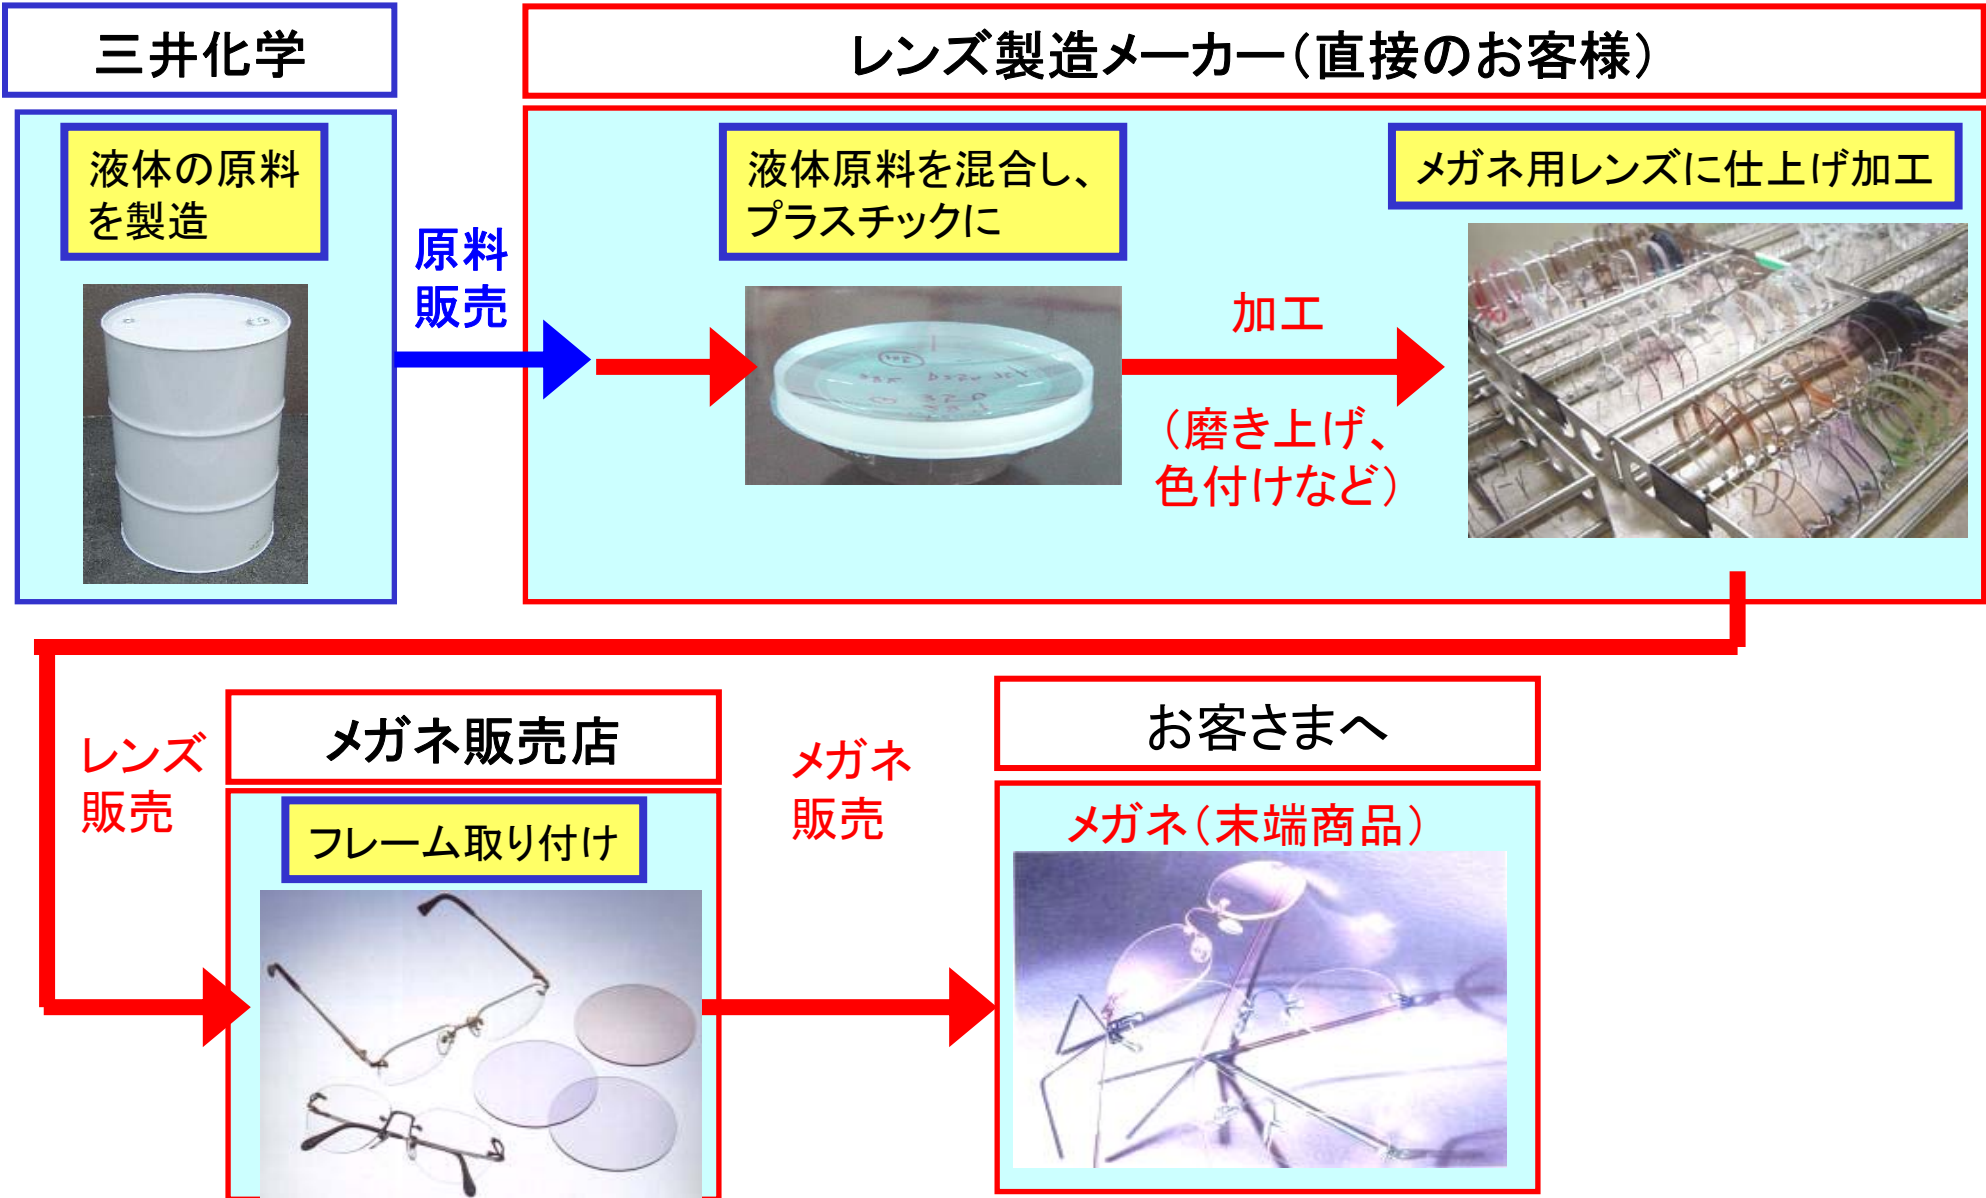 三井化学
レンズ製造メーカー（直接のお客様）
液体の原料
を製造
原料
販売
液体原料を混合し、
プラスチックに
加工
（磨き上げ、
色付けなど）
メガネ用レンズに仕上げ加工
レンズ
販売
メガネ販売店
フレーム取り付け
メガネ
販売
お客さまへ
メガネ（末端商品）